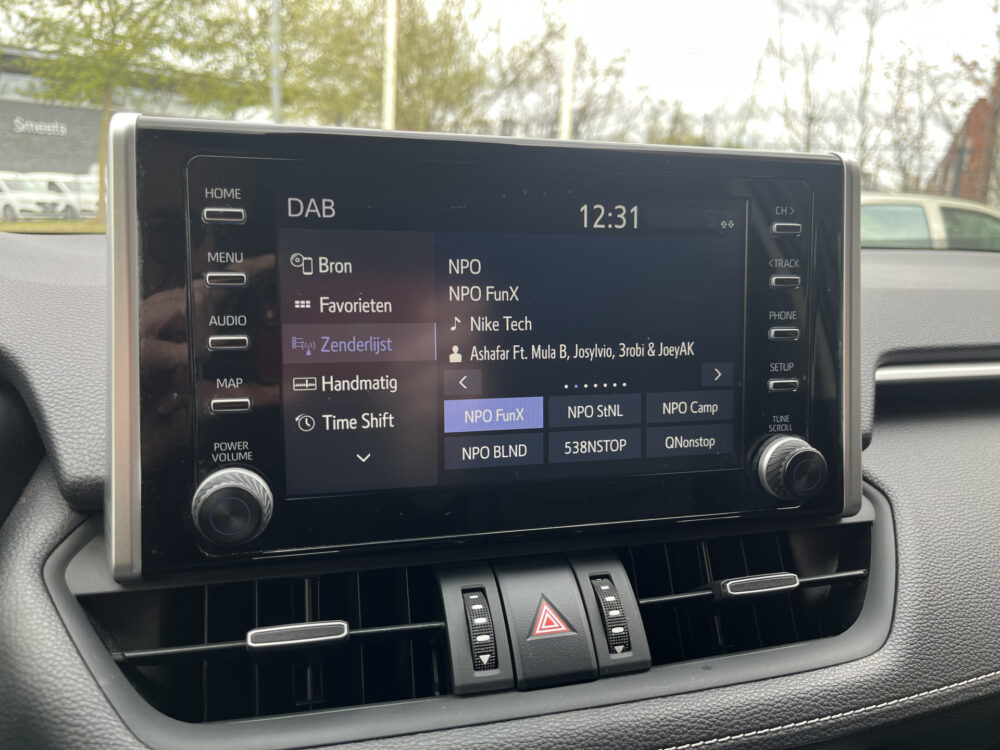 Smeets
HOME
MENU
AUDIO
MAP
POWER
VOLUME
DAB
12:31
Bron
Favorieten
Zenderlijst
Handmatig
Time Shift
NPO
NPO FunX
Nike Tech
Ashafar Ft. Mula B, Josylvio, 3robi & JoeyAK
NPO FunX
NPO StNL
NPO Camp
NPO BLND
538NSTOP
QNonstop
CH >
< TRACK
PHONE
SETUP
TUNE
SCROLL